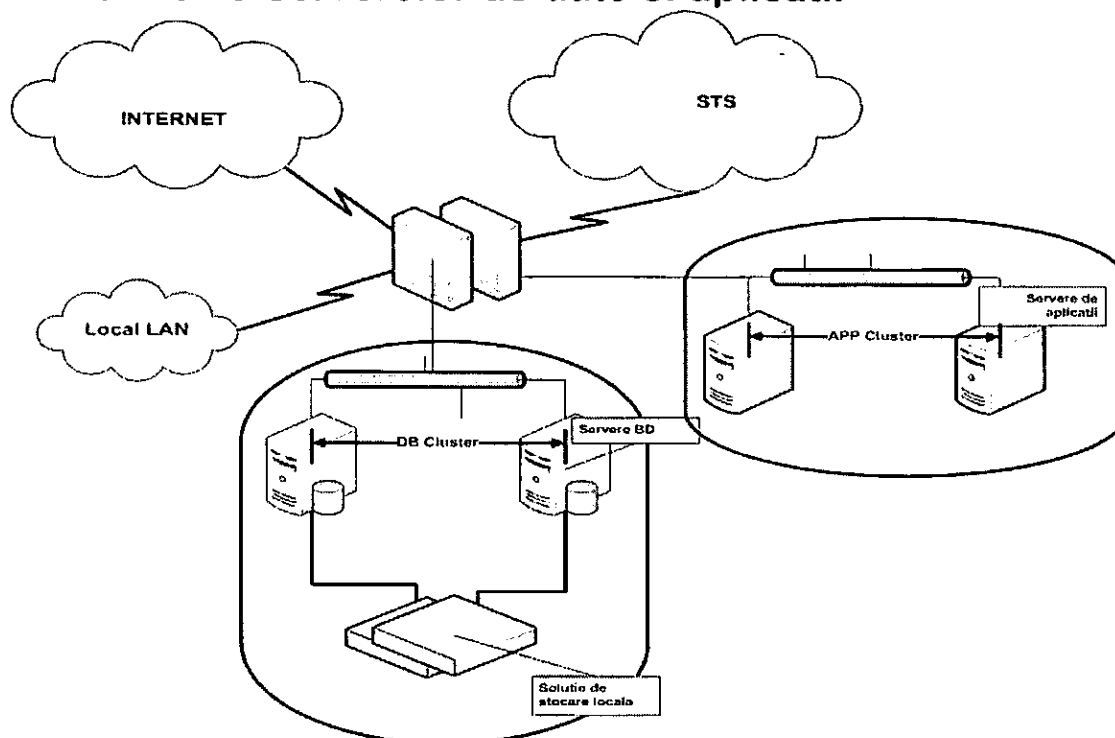 INTERNET
STS
Local LAN
Servere de
aplicatii
APP Cluster
DB Cluster
Servere BD
Solutie de
stocare locala